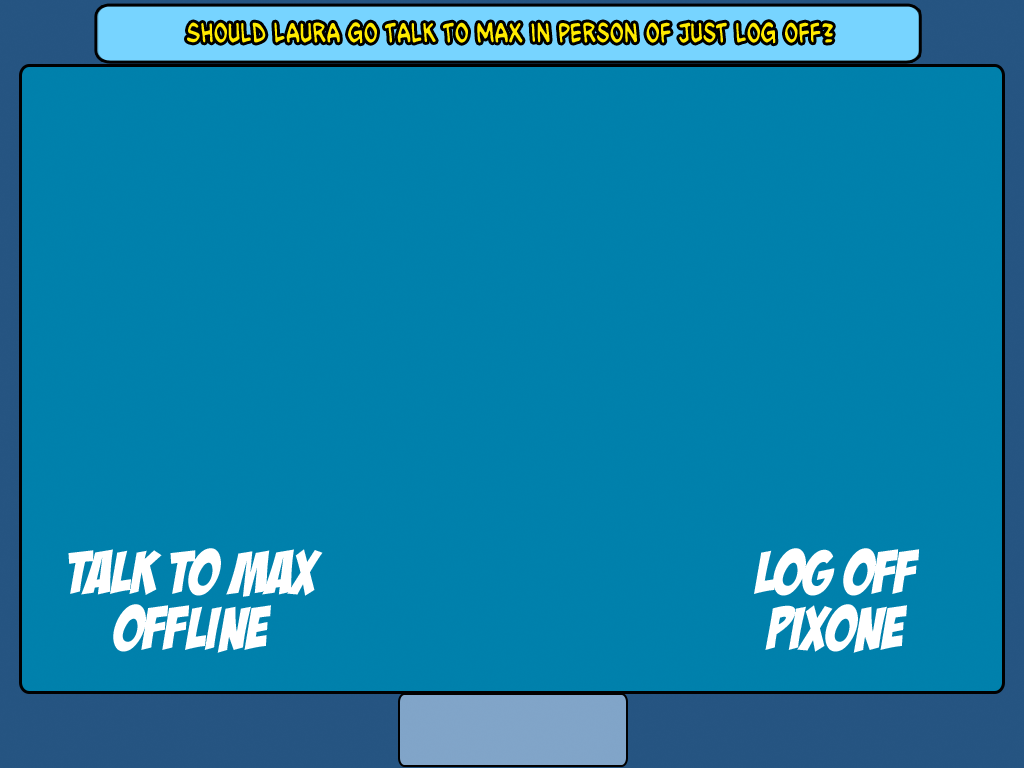 SHOULD LAURA GO TALK TO MAX IN PERSON OF JUST LOG OFF?
TALK TO MAX
OFFLINE
LOG OFF
PIXONE